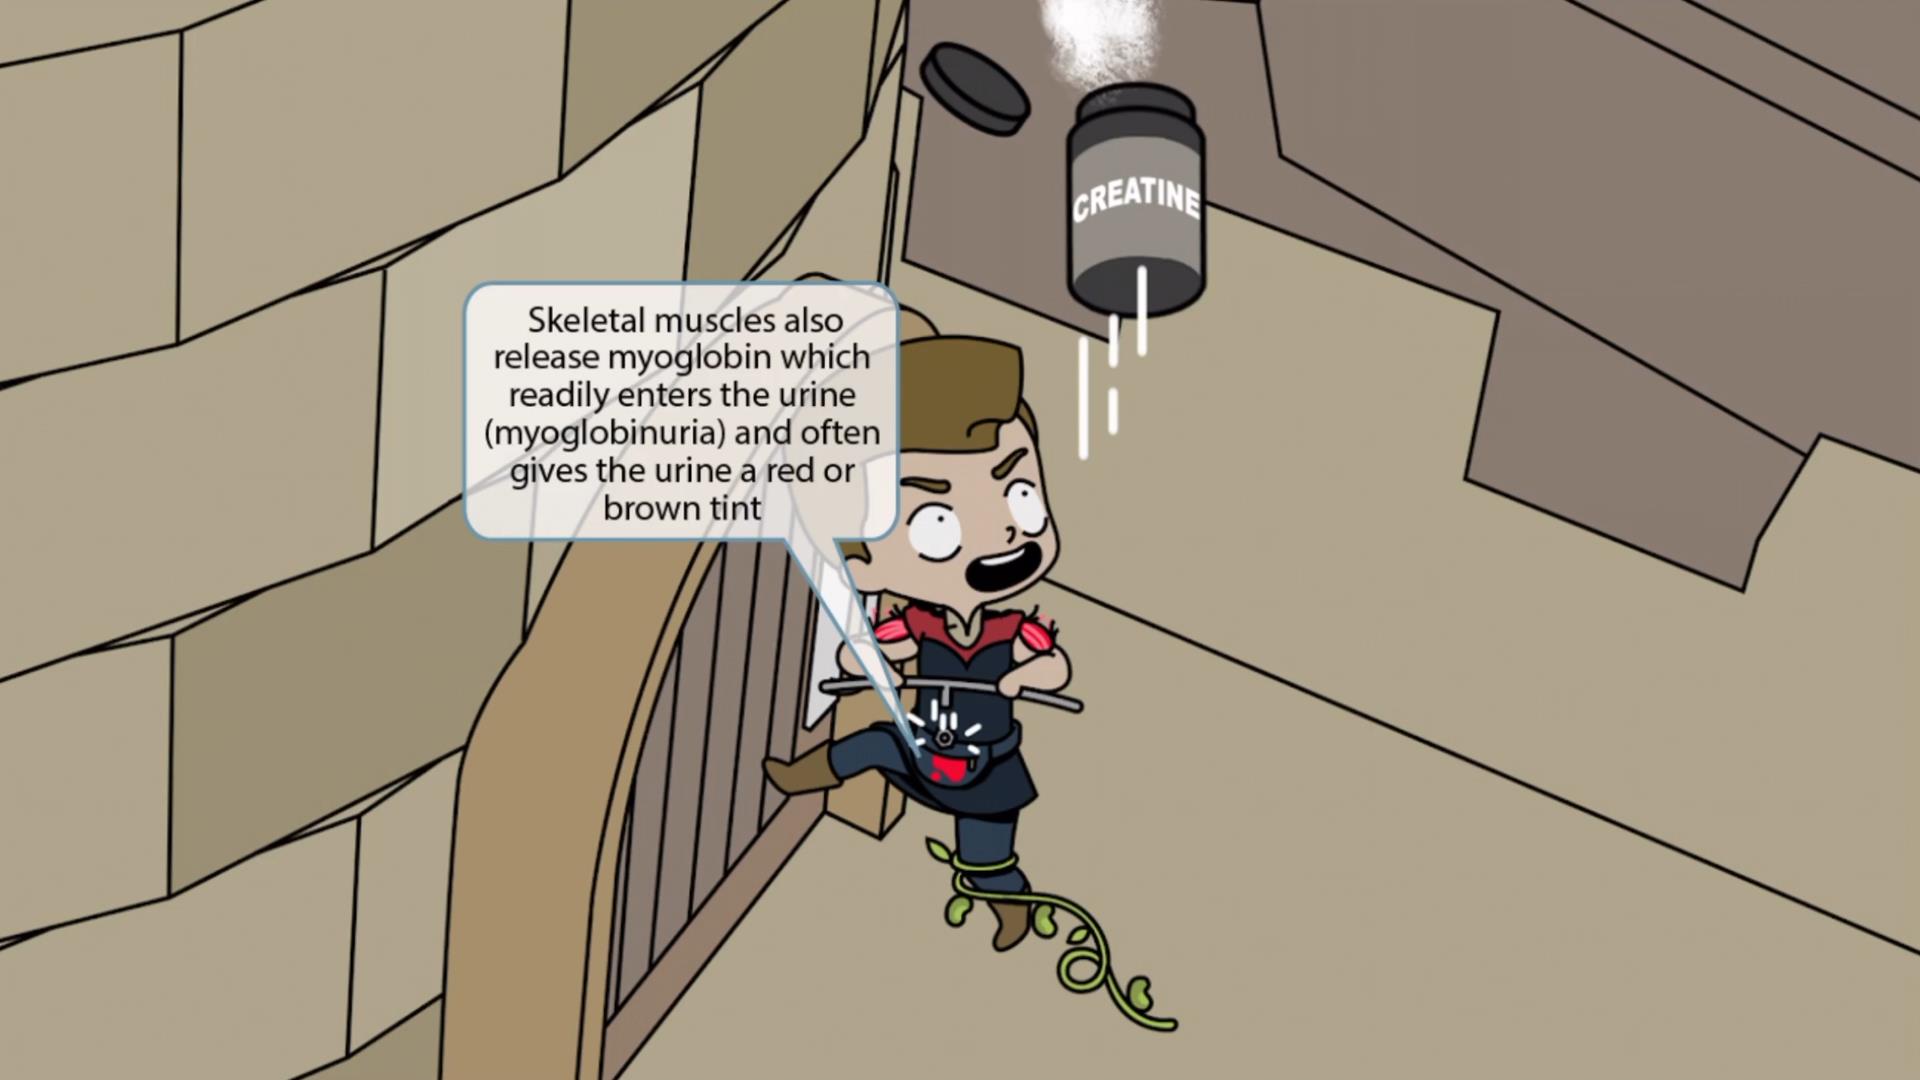 CREATINE
Skeletal muscles also
release myoglobin which
readily enters the urine
(myoglobinuria) and often
gives the urine a red or
brown tint